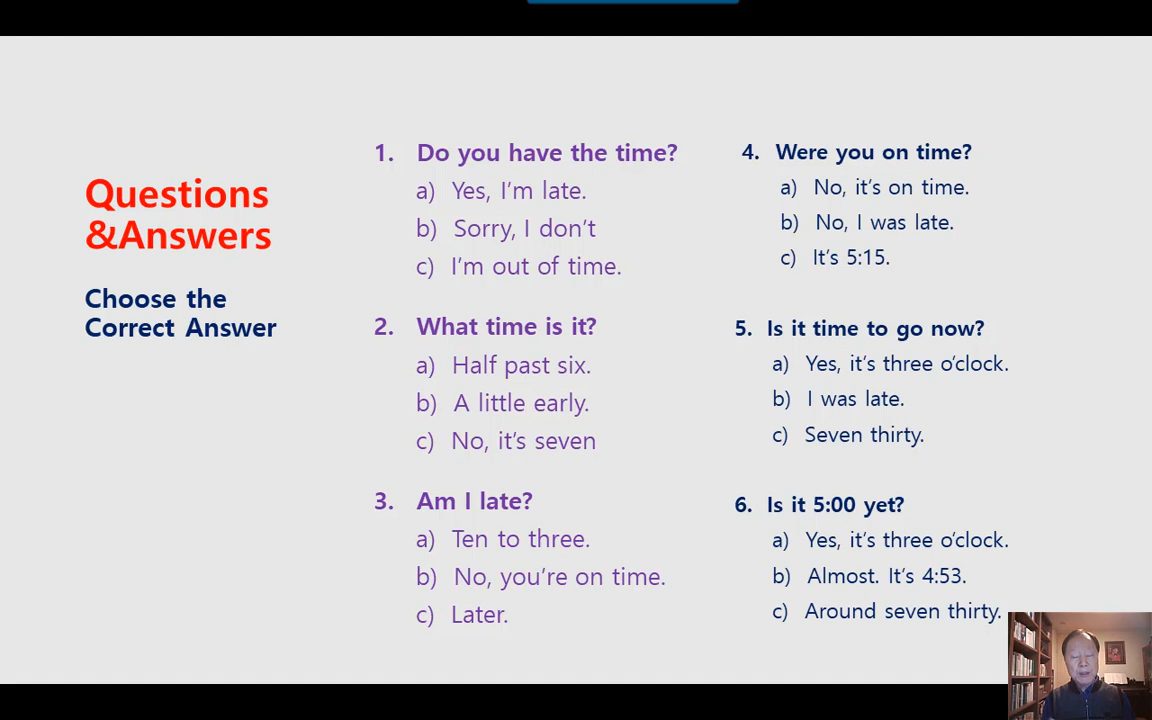 Questions
&Answers
Choose the
Correct Answer
1. Do you have the time?
a) Yes, I'm late.
b) Sorry, I don't
c) I'm out of time.
2. What time is it?
a) Half past six.
b) A little early.
c) No, it's seven
3. Am I late?
a) Ten to three.
b) No, you're on time.
c) Later.
4. Were you on time?
a) No, it's on time.
b) No, I was late.
c) It's 5:15.
5. Is it time to go now?
a) Yes, it's three o'clock.
b) I was late.
c) Seven thirty.
6. Is it 5:00 yet?
a) Yes, it's three o'clock.
b) Almost. It's 4:53.
c) Around seven thirty.